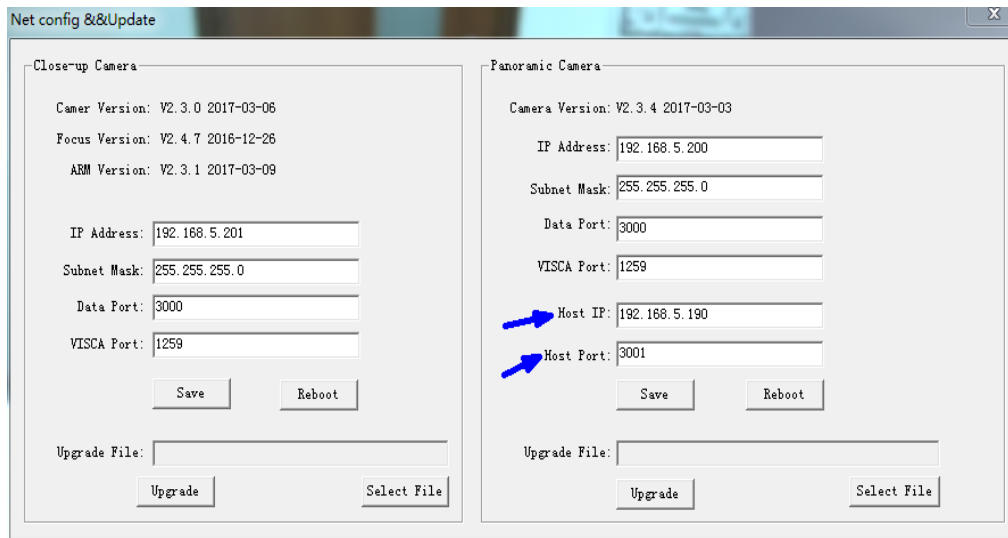 Net config &&Update
X
Close-up Camera
Camer Version: V2.3.0 2017-03-06
Focus Version: V2.4.7 2016-12-26
ARM Version: V2.3.1 2017-03-09
IP Address: 192.168.5.201
Subnet Mask: 255.255.255.0
Data Port: 3000
VISCA Port: 1259
Save Reboot
Upgrade File:
Upgrade Select File
Panoramic Camera
Camera Version: V2.3.4 2017-03-03
IP Address: 192.168.5.200
Subnet Mask: 255.255.255.0
Data Port: 3000
VISCA Port: 1259
Host IP: 192.168.5.190
Host Port: 3001
Save Reboot
Upgrade File:
Upgrade Select File